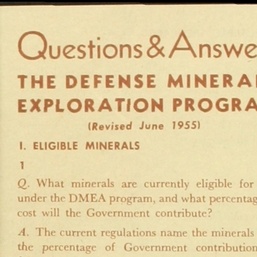 Questions & Answe
THE DEFENSE MINERA
EXPLORATION PROGRA
(Revised June 1955)
I. ELIGIBLE MINERALS
1
Q. What minerals are currently eligible for
under the DMEA program, and what percentag
cost will the Government contribute?
A. The current regulations name the minerals
the percentage of Government contribution